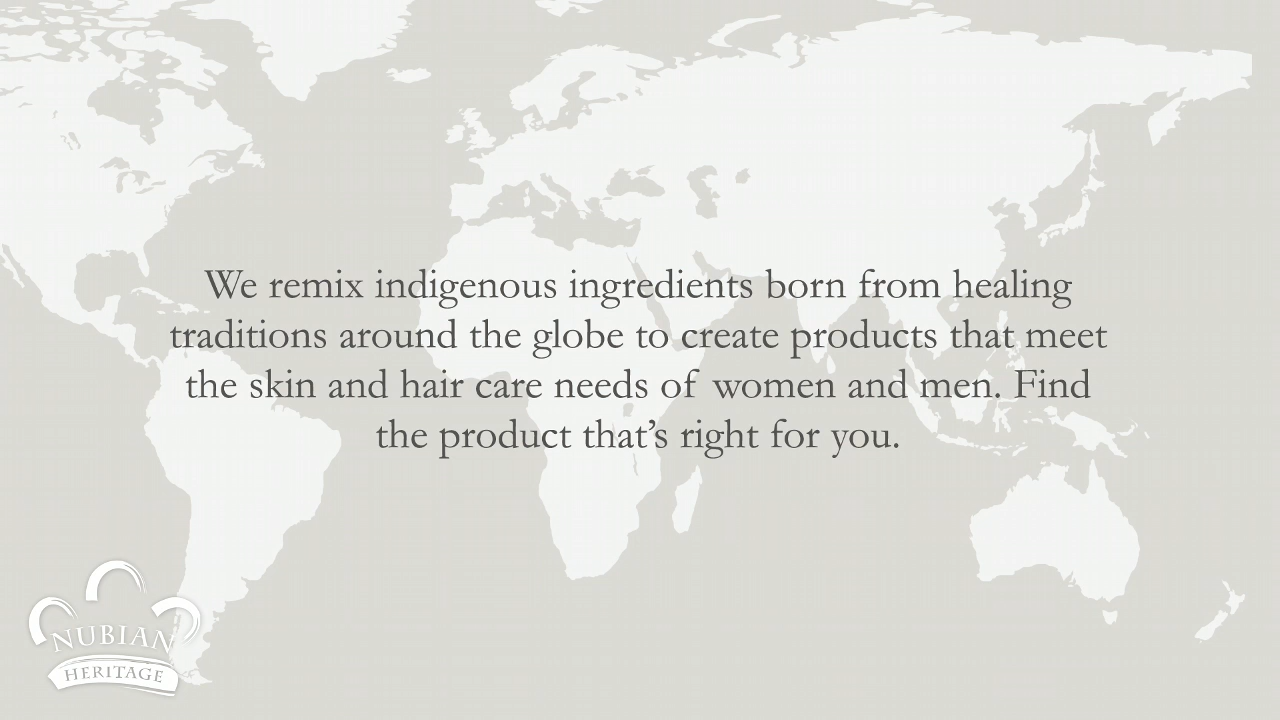 We remix indigenous ingredients born from healing
traditions around the globe to create products that meet
the skin and hair care needs of women and men. Find
the product that’s right for you.
NUBIAN
HERITAGE